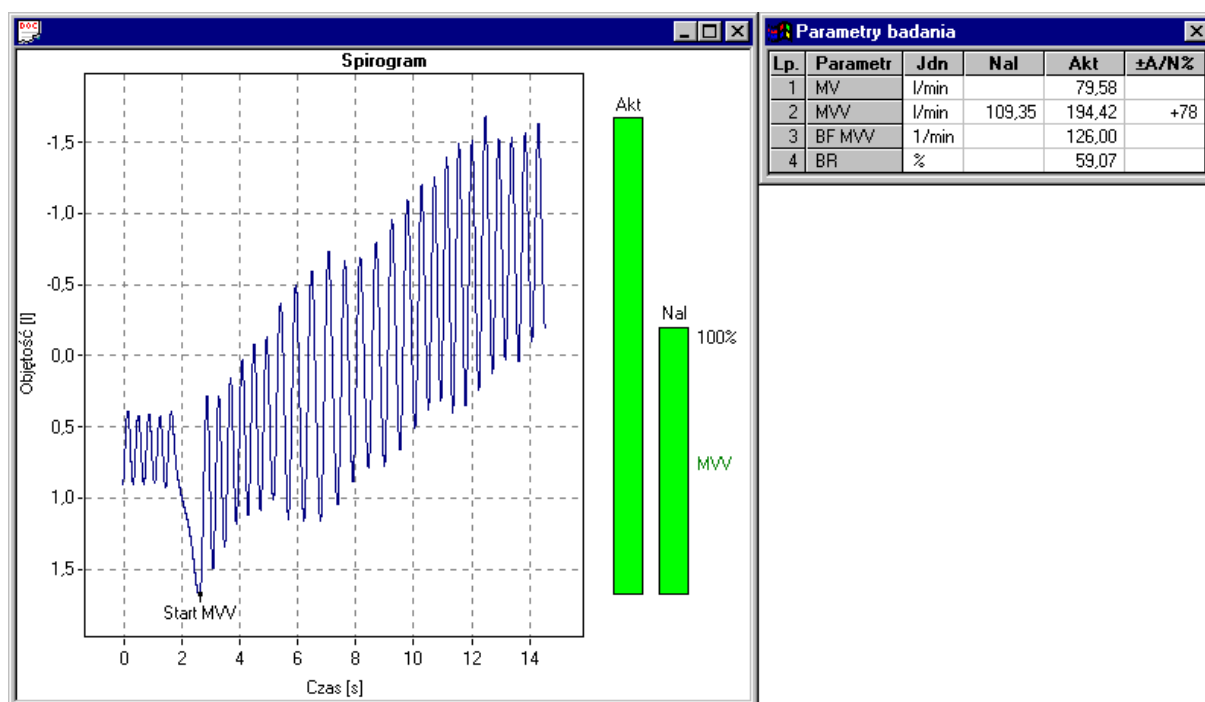 DOC
Spirogram
-1,5
-1,0
-0,5
0,0
0,5
1,0
1,5
Objętość [l]
0 2 4 6 8 10 12 14
Czas [s]
Start MVV
Akt
Nal
100%
MVV
Parametry badania
Lp. Parametr Jdn Nal Akt ±A/N%
1 MV l/min 79,58
2 MVV l/min 109,35 194,42 +78
3 BF MVV 1/min 126,00
4 BR % 59,07